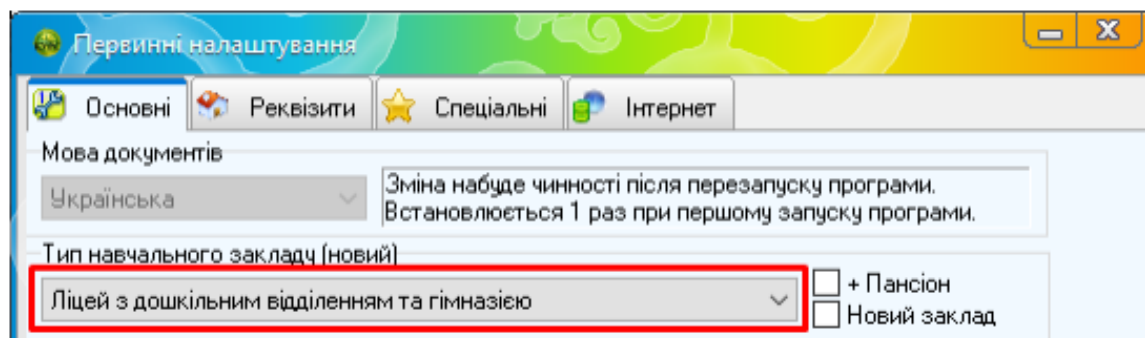 Первинні налаштування
Основні Реквізити Спеціальні Інтернет
Мова документів
Українська
Зміна набуде чинності після перезапуску програми.
Встановлюється 1 раз при першому запуску програми.
Тип навчального закладу (новий)
Ліцей з дошкільним відділенням та гімназією
+ Пансіон
Новий заклад